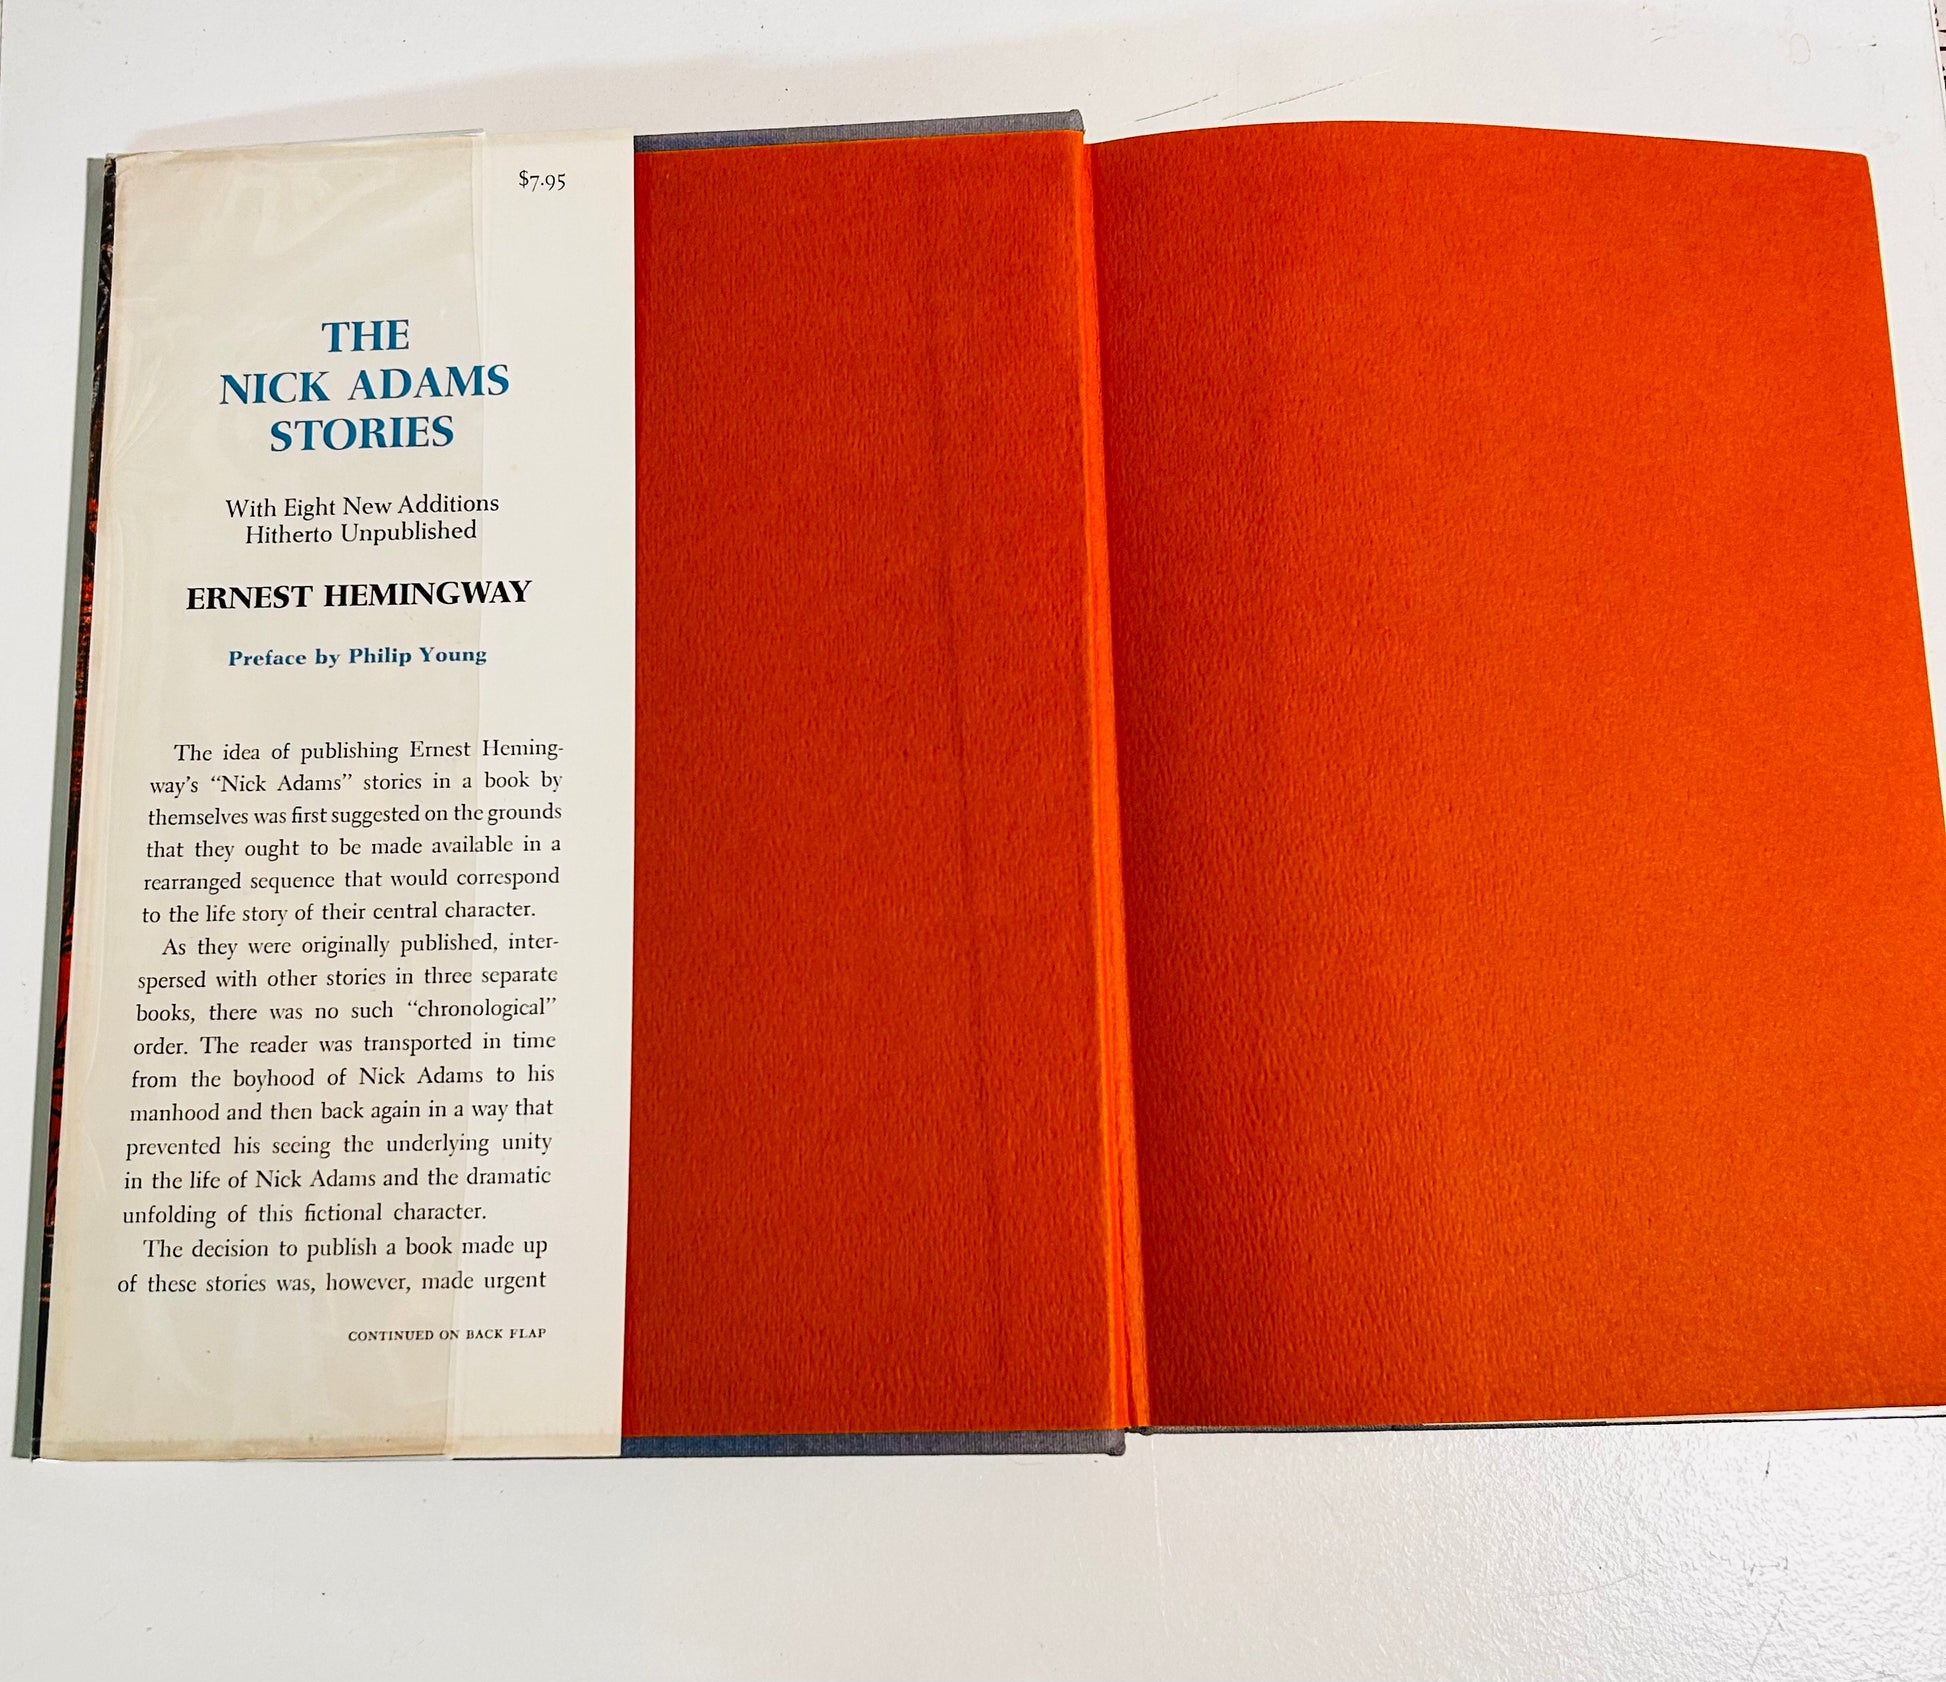 $7.95
THE
NICK ADAMS
STORIES
With Eight New Additions
Hitherto Unpublished
ERNEST HEMINGWAY
Preface by Philip Young
The idea of publishing Ernest Heming-
way's “Nick Adams” stories in a book by
themselves was first suggested on the grounds
that they ought to be made available in a
rearranged sequence that would correspond
to the life story of their central character.
As they were originally published, inter-
spersed with other stories in three separate
books, there was no such “chronological”
order. The reader was transported in time
from the boyhood of Nick Adams to his
manhood and then back again in a way that
prevented his seeing the underlying unity
in the life of Nick Adams and the dramatic
unfolding of this fictional character.
The decision to publish a book made up
of these stories was, however, made urgent
CONTINUED ON BACK FLAP